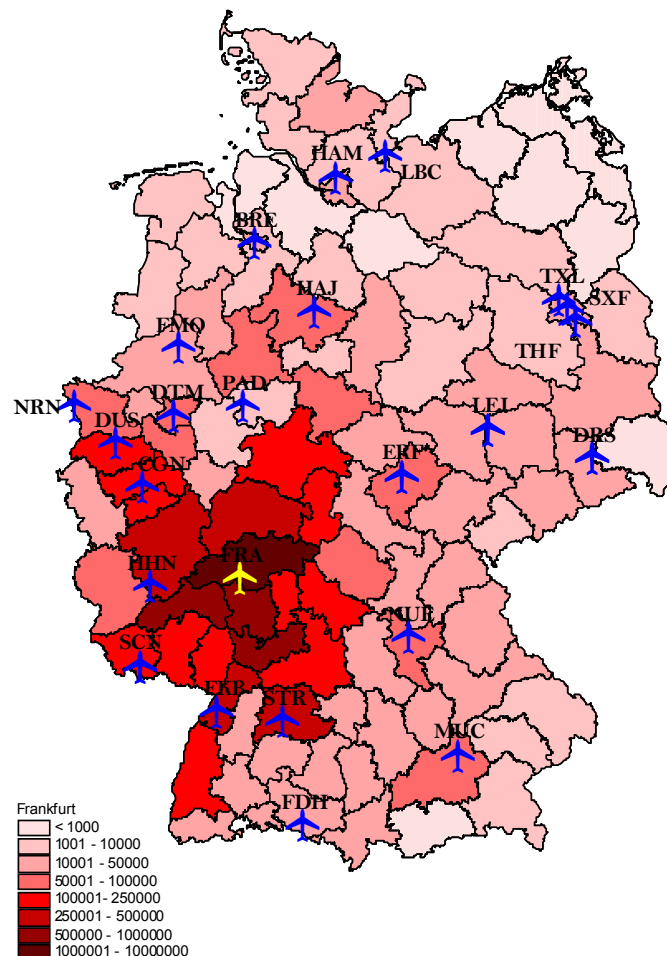 HAM
LBC
BRE
TXL
HAJ
SXF
FMO
THF
PAD
DTM
NRN
DUS
LEJ
DRS
CGN
ERF
FRA
HHN
NUE
SCN
FKB
STR
MUC
FDH
Frankfurt
< 1000
1001 - 10000
10001 - 50000
50001 - 100000
100001- 250000
250001 - 500000
500000 - 1000000
1000001 - 10000000